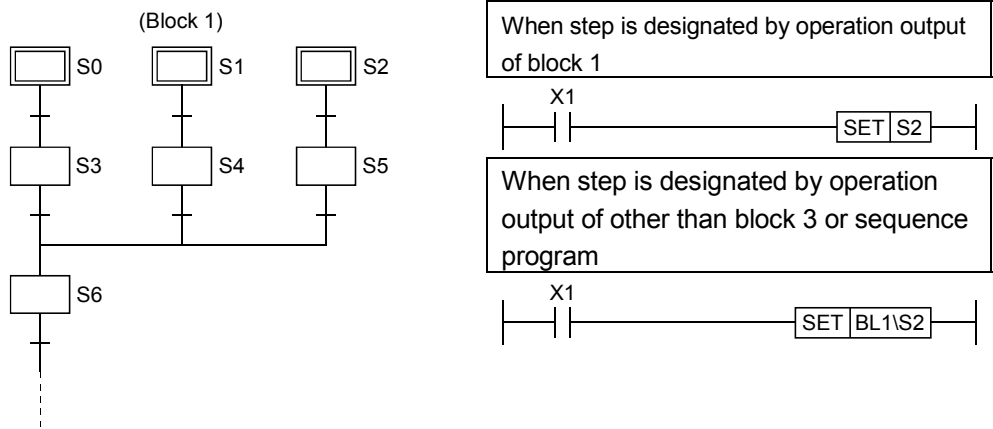 (Block 1)
S0 S1 S2
S3 S4 S5
S6
When step is designated by operation output
of block 1
X1
SET S2
When step is designated by operation
output of other than block 3 or sequence
program
X1
SET BL1\S2